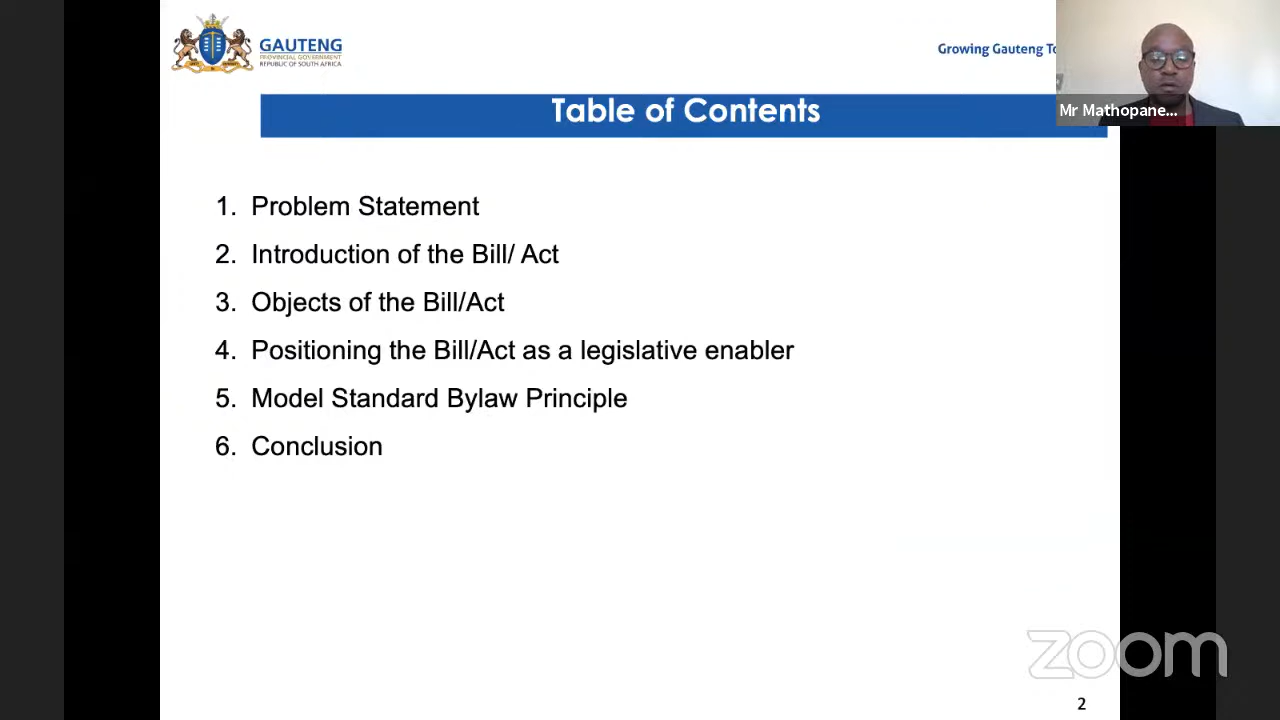 GAUTENG
PROVINCIAL GOVERNMENT
REPUBLIC OF SOUTH AFRICA
Growing Gauteng To
Mr Mathopane...
Table of Contents
1. Problem Statement
2. Introduction of the Bill/ Act
3. Objects of the Bill/Act
4. Positioning the Bill/Act as a legislative enabler
5. Model Standard Bylaw Principle
6. Conclusion
zoom
2